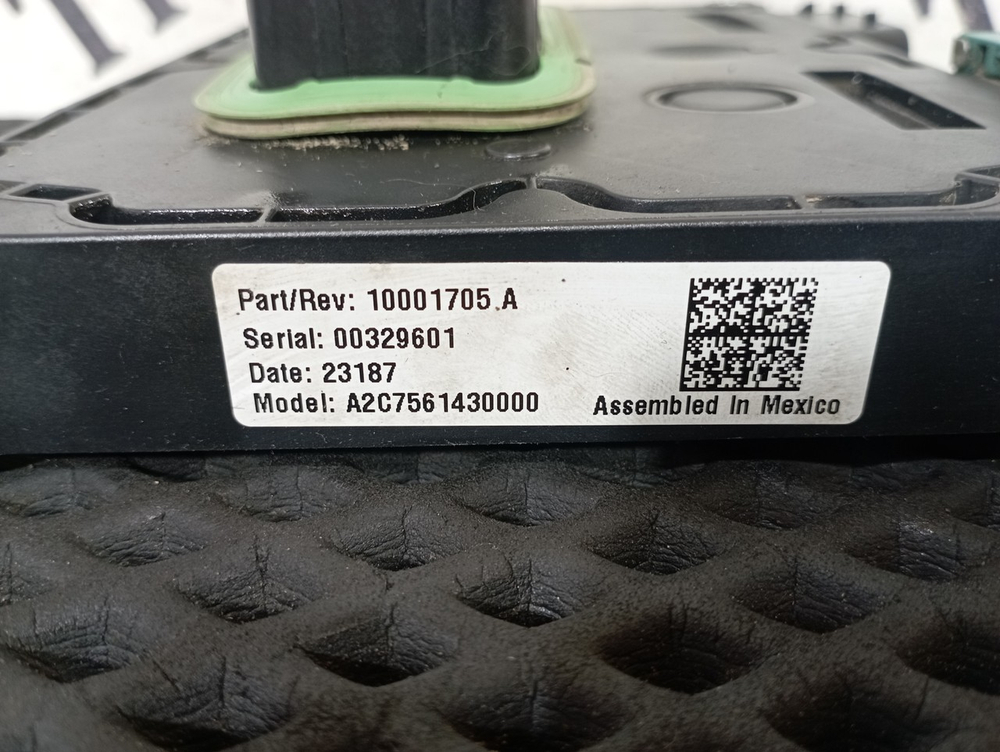 Part/Rev: 10001705 A
Serial: 00329601
Date: 23187
Model: A2C7561430000
Assembled In Mexico